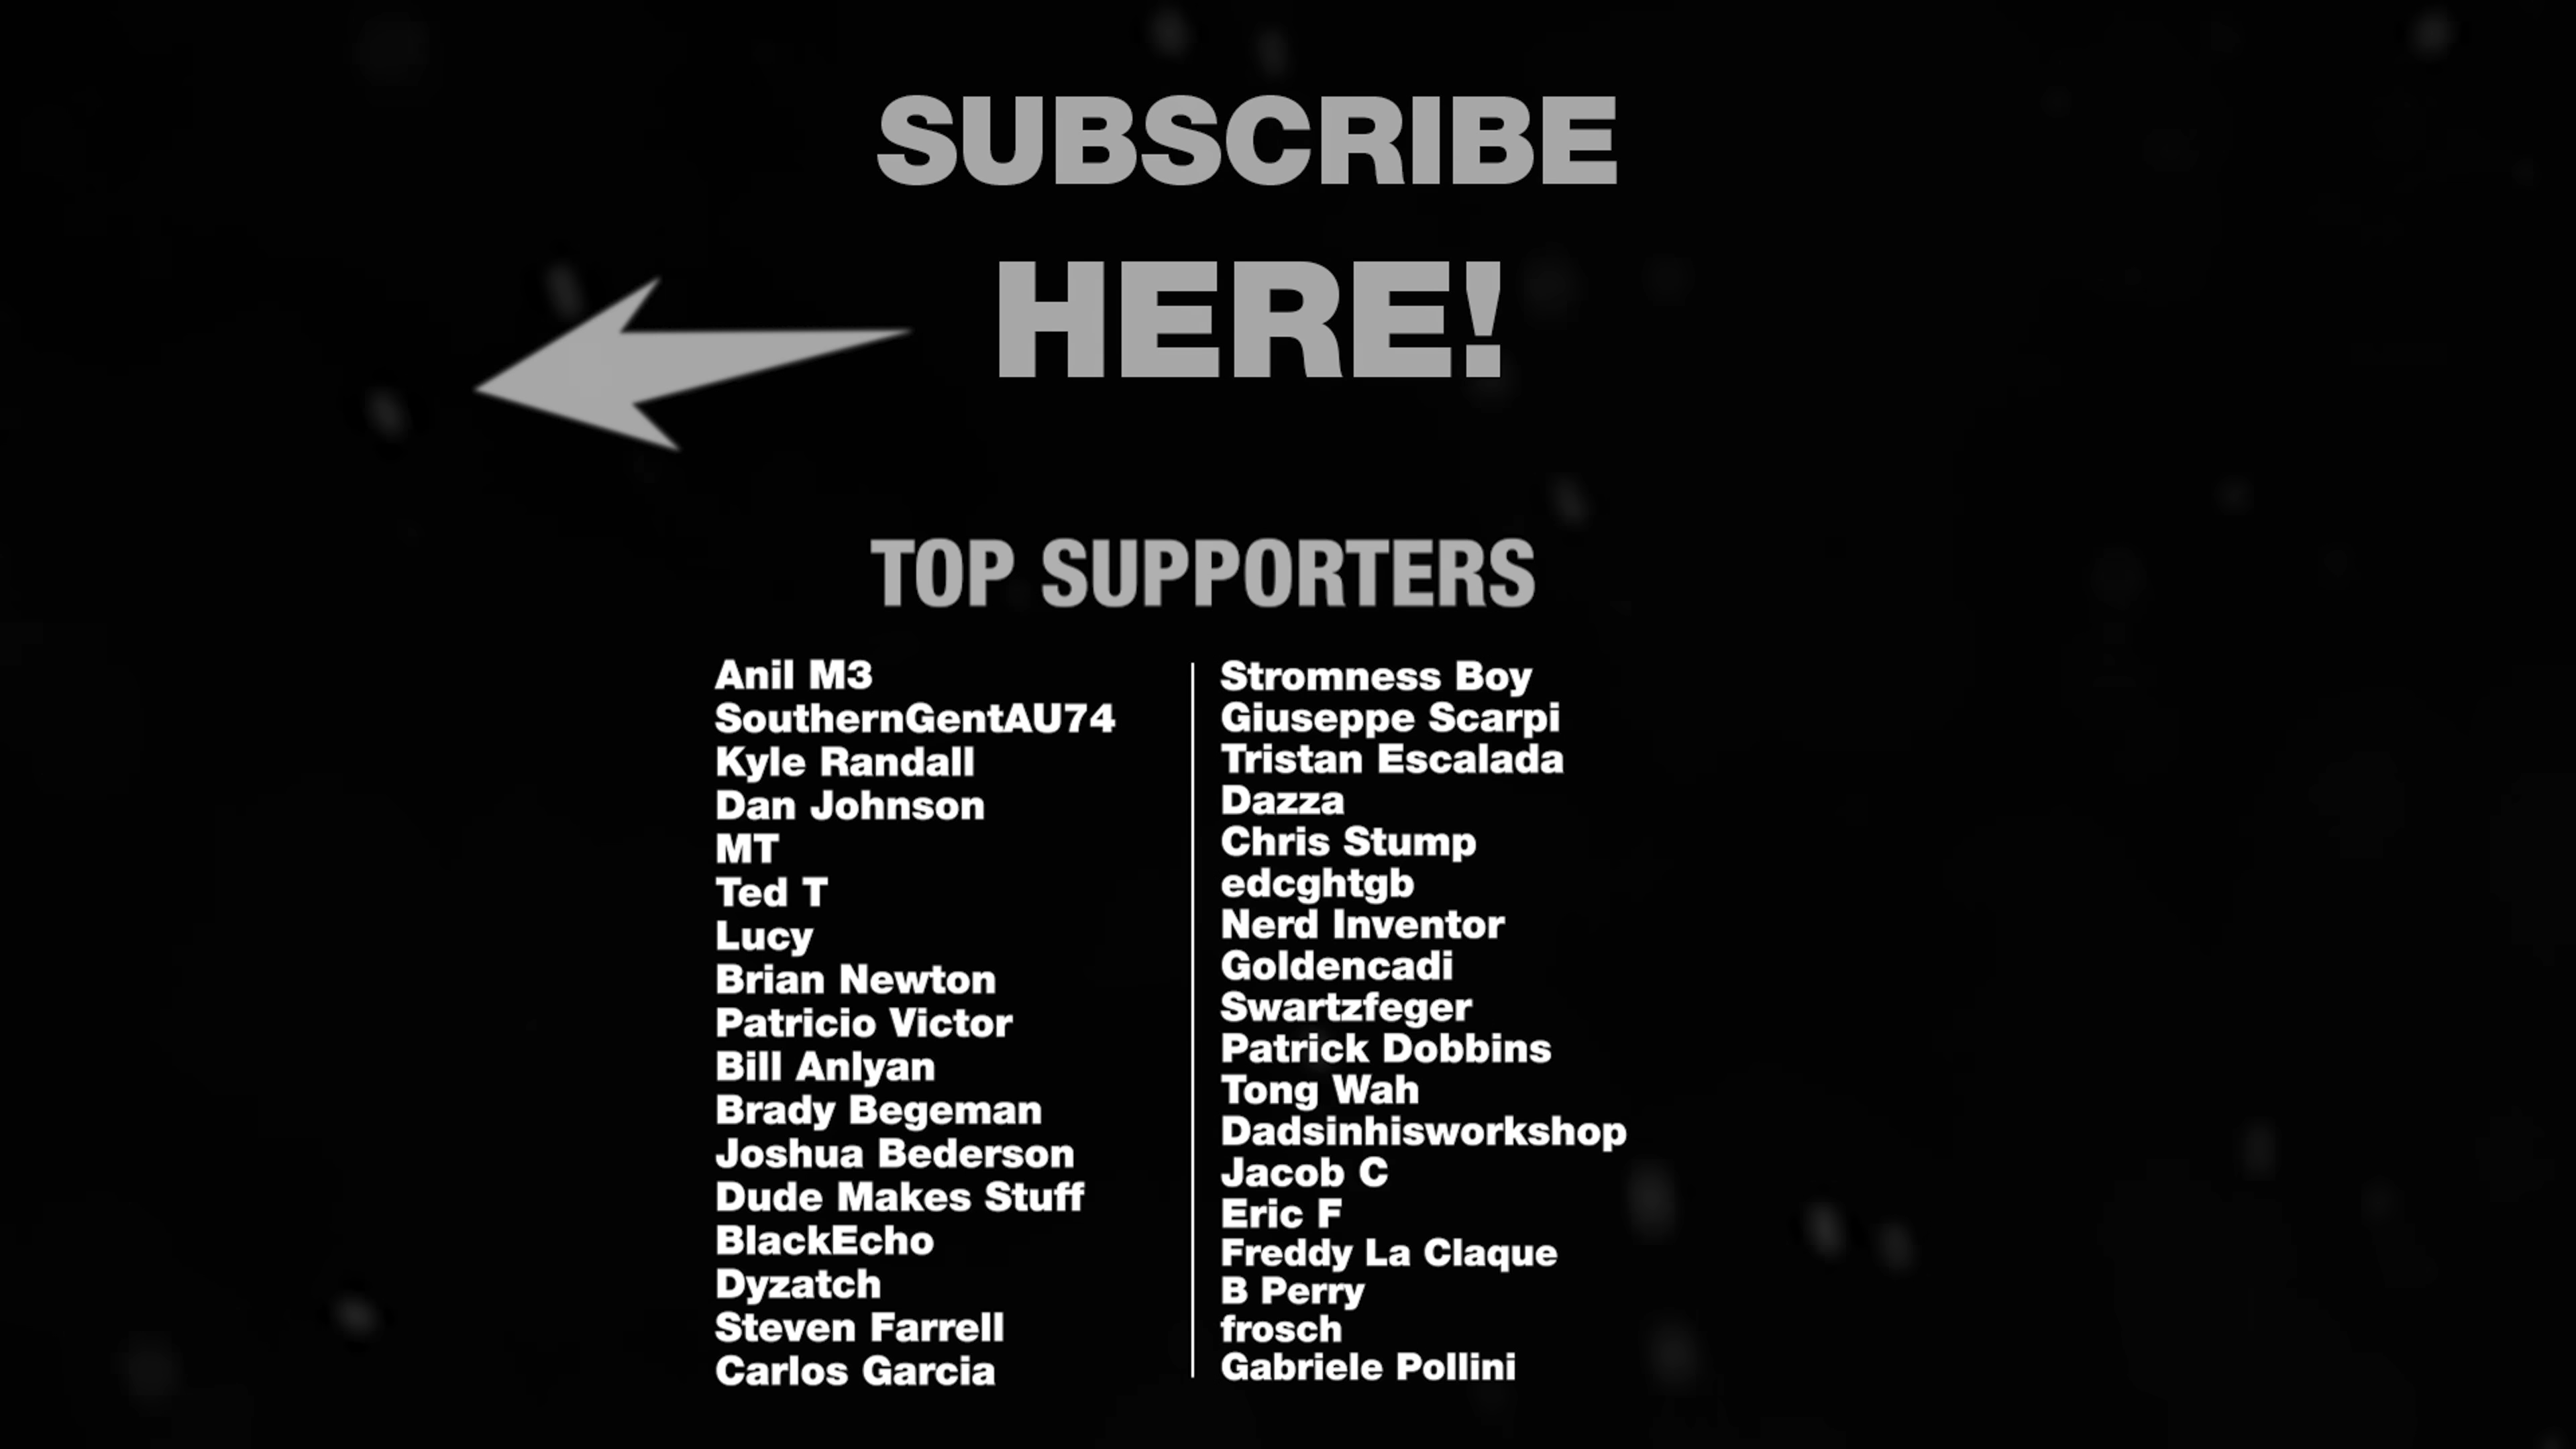 SUBSCRIBE
HERE!
TOP SUPPORTERS
Anil M3
SouthernGentAU74
Kyle Randall
Dan Johnson
MT
Ted T
Lucy
Brian Newton
Patricio Victor
Bill Anlyan
Brady Begeman
Joshua Bederson
Dude Makes Stuff
BlackEcho
Dyzatch
Steven Farrell
Carlos Garcia
Stromness Boy
Giuseppe Scarpi
Tristan Escalada
Dazza
Chris Stump
edcghtgb
Nerd Inventor
Goldencadi
Swartzfeger
Patrick Dobbins
Tong Wah
Dadsinhisworkshop
Jacob C
Eric F
Freddy La Claque
B Perry
frosch
Gabriele Pollini